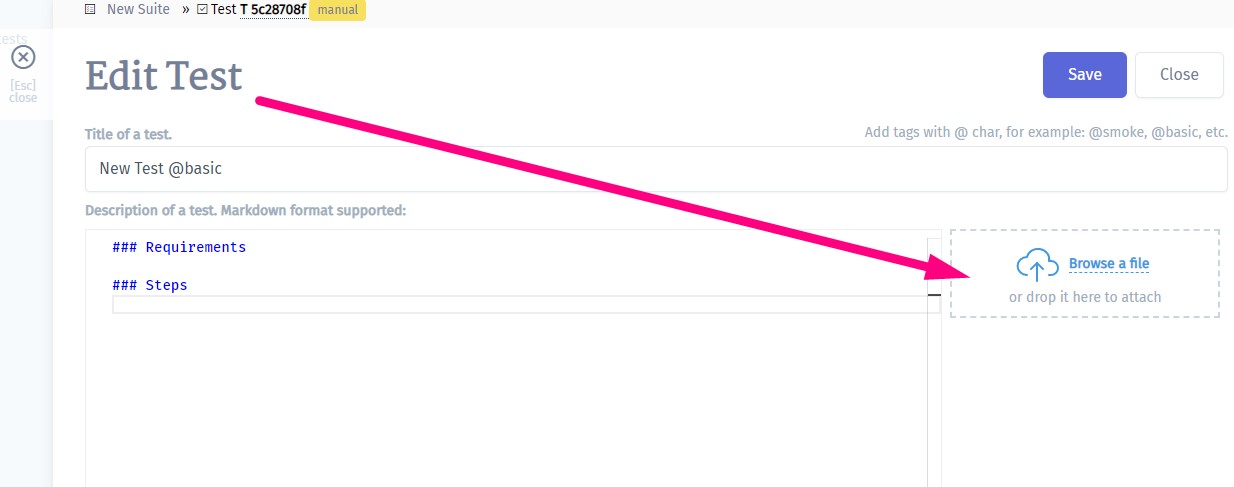 New Suite » Test T 5c28708f manual
tests
[Esc]
close
Edit Test
Save
Close
Title of a test.
Add tags with @ char, for example: @smoke, @basic, etc.
New Test @basic
Description of a test. Markdown format supported:
### Requirements
### Steps
Browse a file
or drop it here to attach